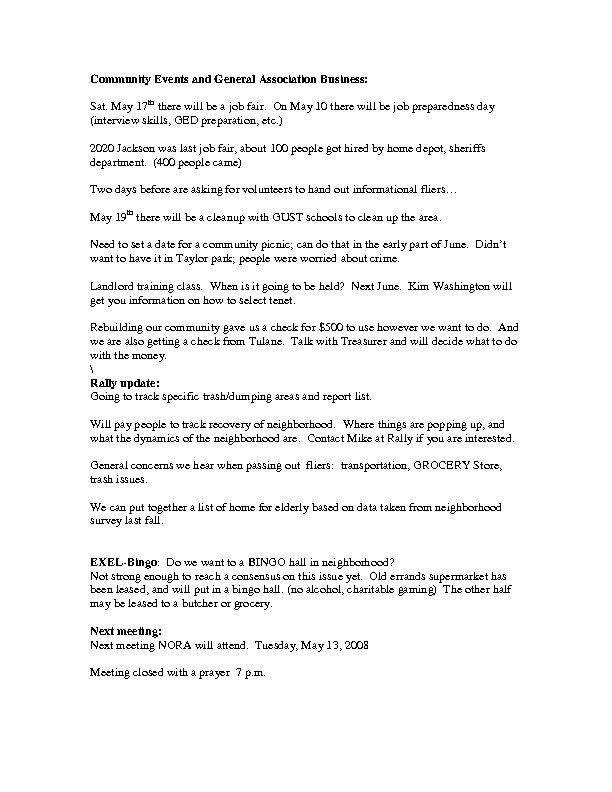 Community Events and General Association Business:
Sat. May 17th there will be a job fair.  On May 10 there will be job preparedness day
(interview skills, GED preparation, etc.)
2020 Jackson was last job fair, about 100 people got hired by home depot, sheriffs
department.  (400 people came)
Two days before are asking for volunteers to hand out informational fliers…
May 19th there will be a cleanup with GUST schools to clean up the area.
Need to set a date for a community picnic; can do that in the early part of June.  Didn't
want to have it in Taylor park; people were worried about crime.
Landlord training class.  When is it going to be held?  Next June.  Kim Washington will
get you information on how to select tenet.
Rebuilding our community gave us a check for $500 to use however we want to do.  And
we are also getting a check from Tulane.  Talk with Treasurer and will decide what to do
with the money.
\
Rally update:
Going to track specific trash/dumping areas and report list.
Will pay people to track recovery of neighborhood.  Where things are popping up, and
what the dynamics of the neighborhood are.  Contact Mike at Rally if you are interested.
General concerns we hear when passing out  fliers:  transportation, GROCERY Store,
trash issues.
We can put together a list of home for elderly based on data taken from neighborhood
survey last fall.
EXEL-Bingo:  Do we want to a BINGO hall in neighborhood?
Not strong enough to reach a consensus on this issue yet.  Old errands supermarket has
been leased, and will put in a bingo hall. (no alcohol, charitable gaming)  The other half
may be leased to a butcher or grocery.
Next meeting:
Next meeting NORA will attend.  Tuesday, May 13, 2008
Meeting closed with a prayer  7 p.m.